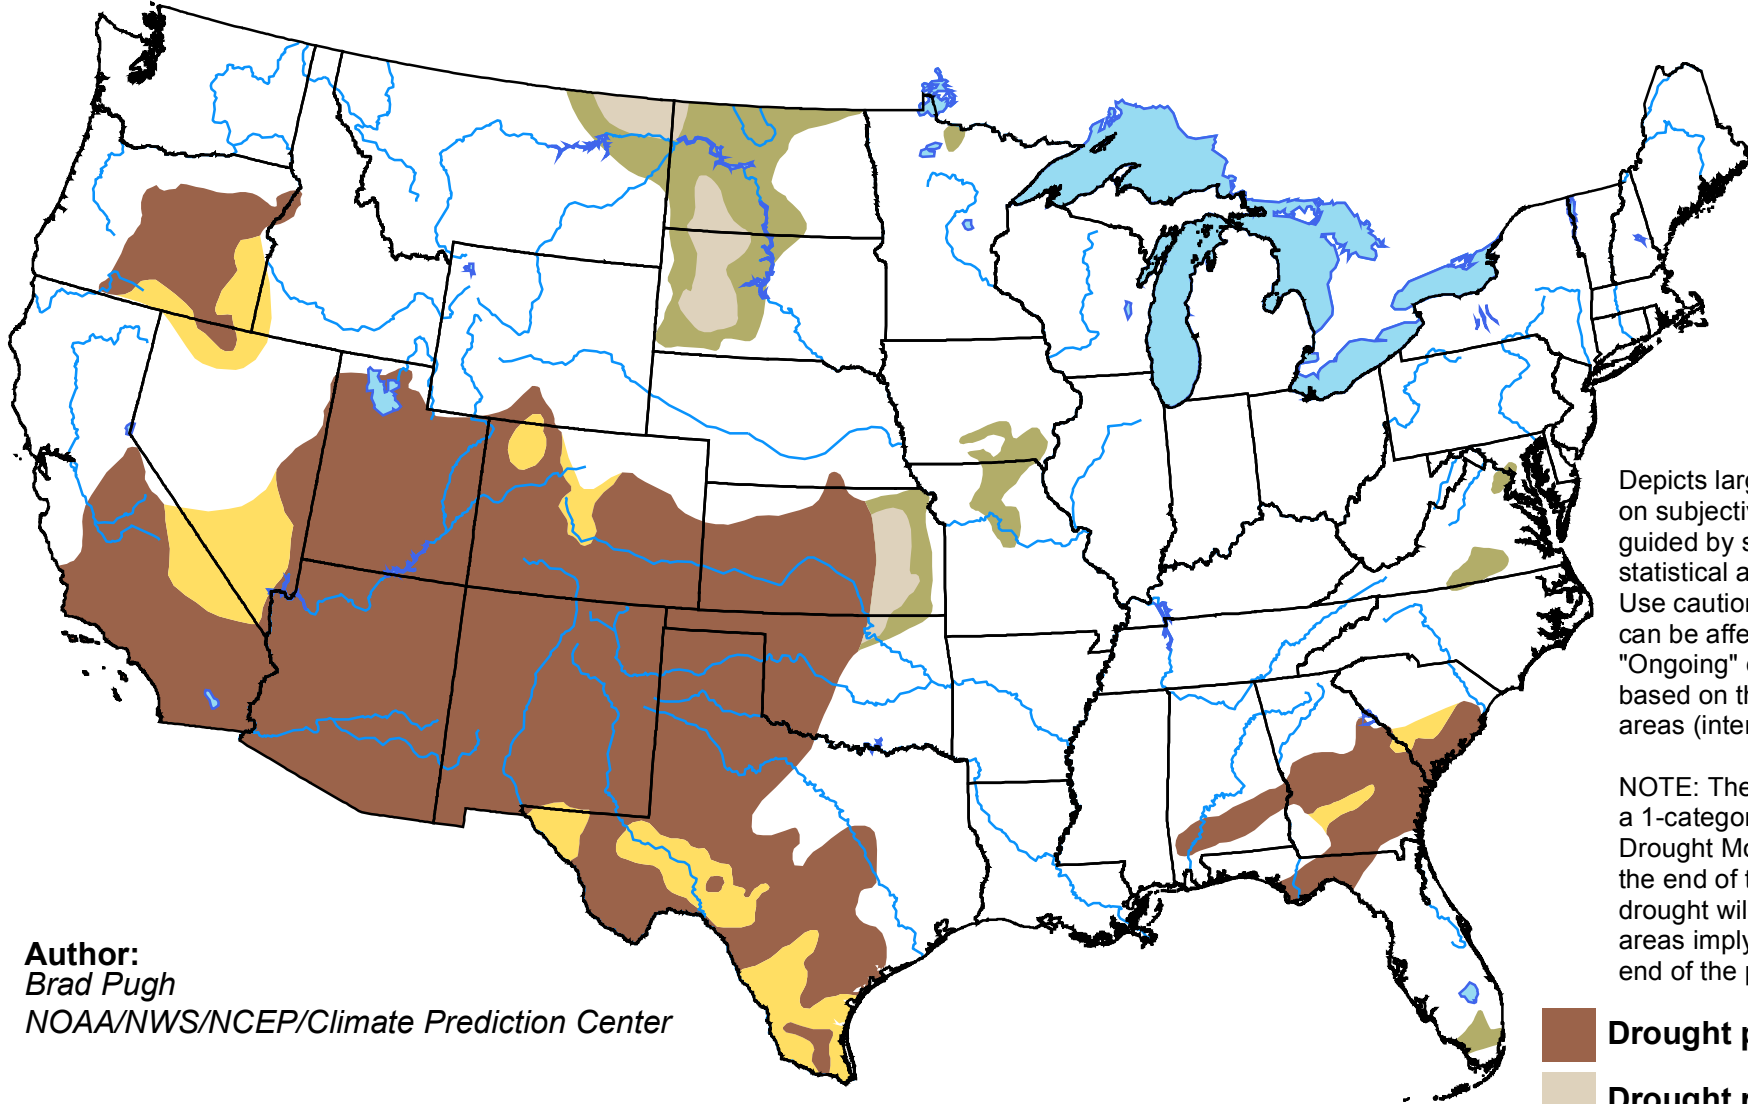 Depicts larg
on subjectiv
guided by s
statistical a
Use caution
can be affe
"Ongoing" 
based on th
areas (inter
NOTE: The
a 1-categor
Drought Mo
the end of t
drought wil
areas imply
end of the p
Author:
Brad Pugh
NOAA/NWS/NCEP/Climate Prediction Center
Drought p
Drought r